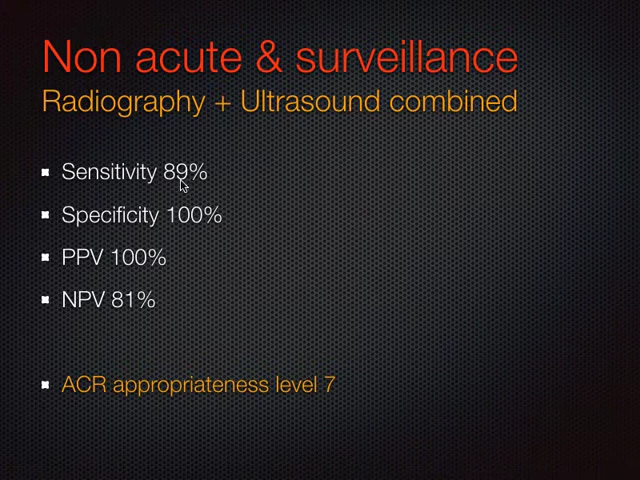 Non acute & surveillance
Radiography + Ultrasound combined
Sensitivity 89%
Specificity 100%
PPV 100%
NPV 81%
ACR appropriateness level 7